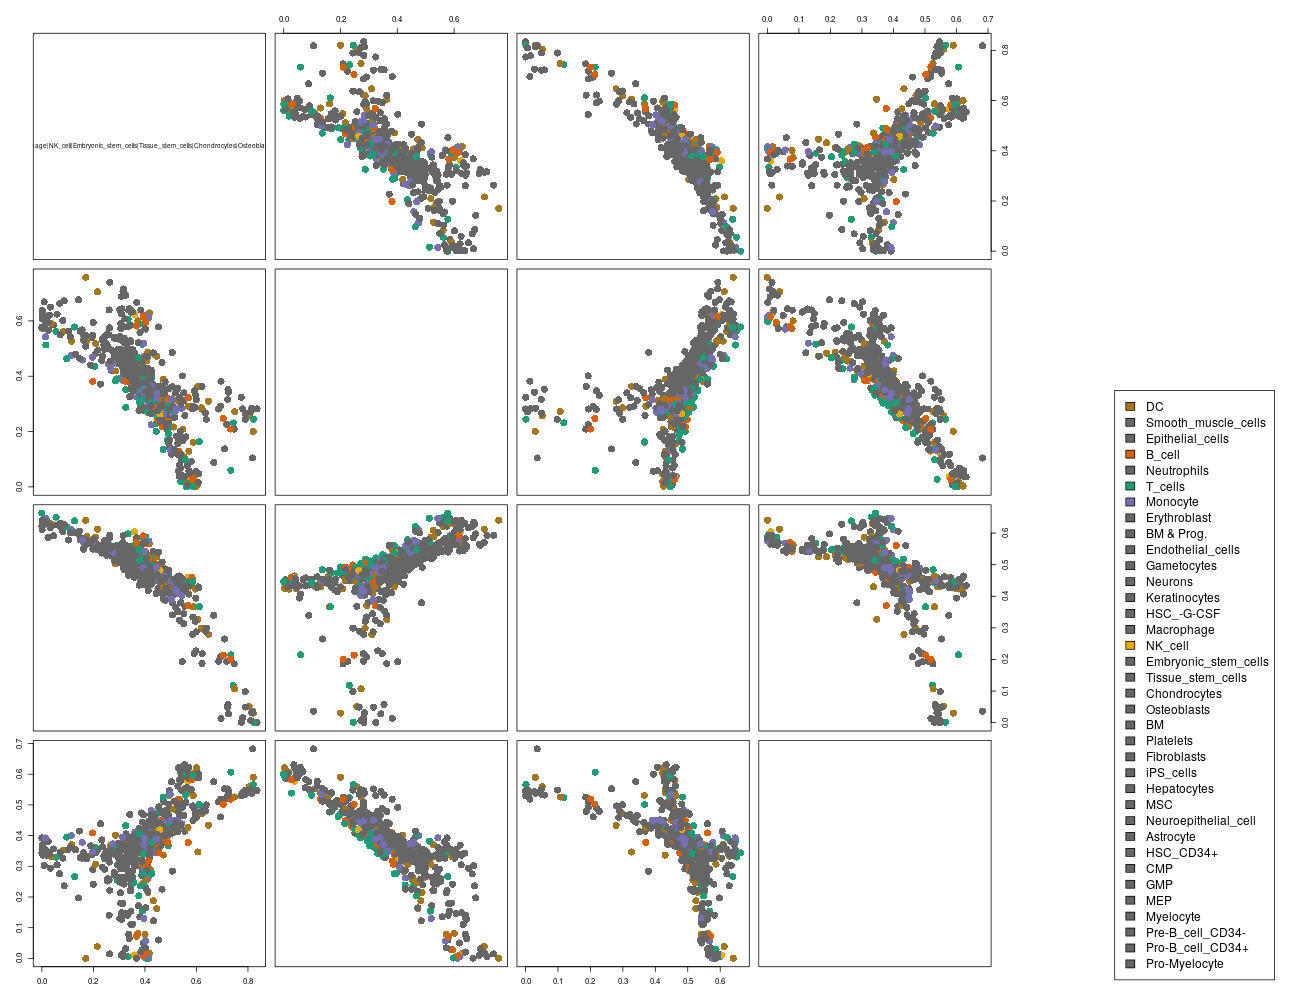 0.0 0.2 0.4 0.6
0.0 0.1 0.2 0.3 0.4 0.5 0.6 0.7
0.0 0.2 0.4 0.6 0.8
age|NK_cell|Embryonic_stem_cells|Tissue_stem_cells|Chondrocytes|Osteobla
0.0 0.2 0.4 0.6
0.0 0.1 0.2 0.3 0.4 0.5 0.6
0.0 0.1 0.2 0.3 0.4 0.5 0.6 0.7
0.0 0.2 0.4 0.6 0.8
0.0 0.1 0.2 0.3 0.4 0.5 0.6
DC
Smooth_muscle_cells
Epithelial_cells
B_cell
Neutrophils
T_cells
Monocyte
Erythroblast
BM & Prog.
Endothelial_cells
Gametocytes
Neurons
Keratinocytes
HSC_-G-CSF
Macrophage
NK_cell
Embryonic_stem_cells
Tissue_stem_cells
Chondrocytes
Osteoblasts
BM
Platelets
Fibroblasts
iPS_cells
Hepatocytes
MSC
Neuroepithelial_cell
Astrocyte
HSC_CD34+
CMP
GMP
MEP
Myelocyte
Pre-B_cell_CD34-
Pro-B_cell_CD34+
Pro-Myelocyte